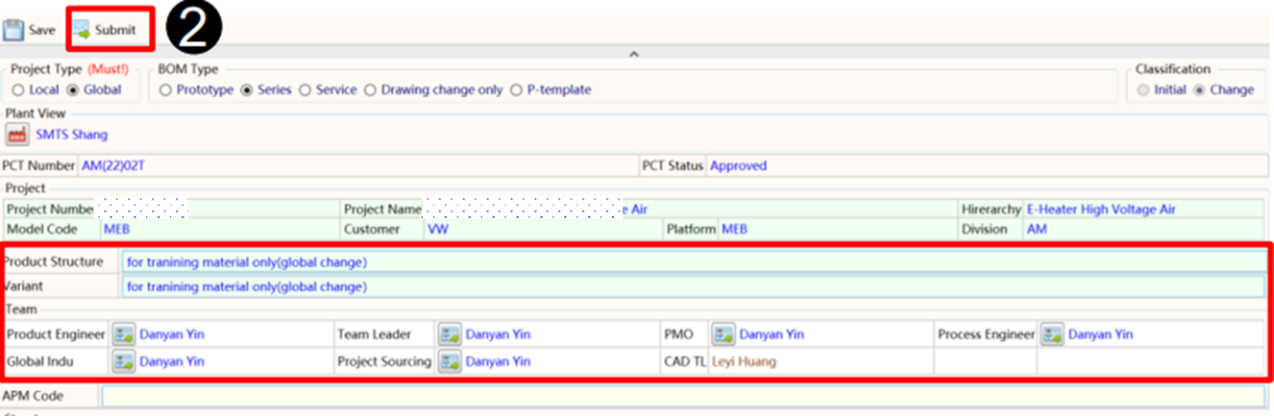 Save Submit 2
Project Type (Must!) BOM Type Classification
Local Global Prototype Series Service Drawing change only P-template Initial Change
Plant View
SMTS Shang
PCT Number AM(22)02T PCT Status Approved
Project
Project Numbe Project Name e Air Hirerarchy E-Heater High Voltage Air
Model Code MEB Customer VW Platform MEB Division AM
Product Structure for tranining material only(global change)
Variant for tranining material only(global change)
Team
Product Engineer Danyan Yin Team Leader Danyan Yin PMO Danyan Yin Process Engineer Danyan Yin
Global Indu Danyan Yin Project Sourcing Danyan Yin CAD TL Leyi Huang
APM Code